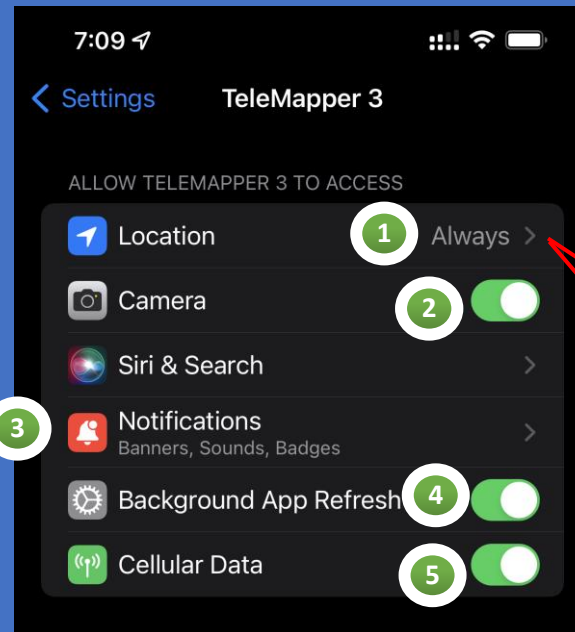 7:09
Settings
TeleMapper 3
ALLOW TELEMAPPER 3 TO ACCESS
Location 1 Always
Camera 2
Siri & Search
3 Notifications
Banners, Sounds, Badges
Background App Refresh 4
Cellular Data 5